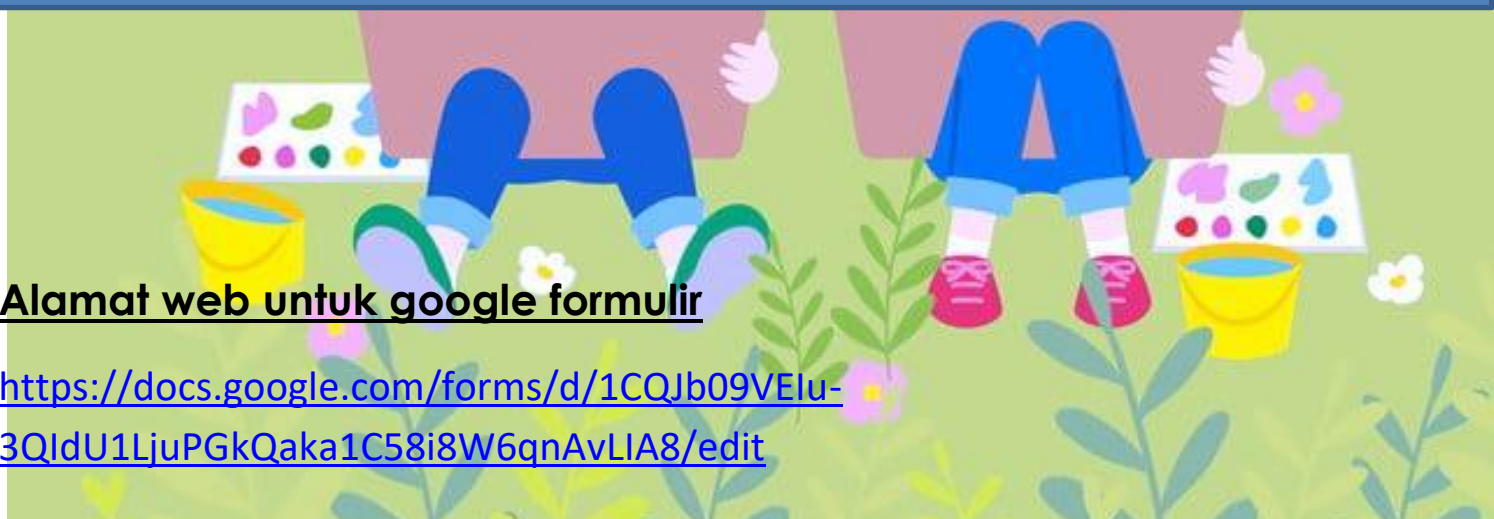 Alamat web untuk google formulir
https://docs.google.com/forms/d/1CQJb09VEIu-
3QIdU1LjuPGkQaka1C58i8W6qnAvLIA8/edit